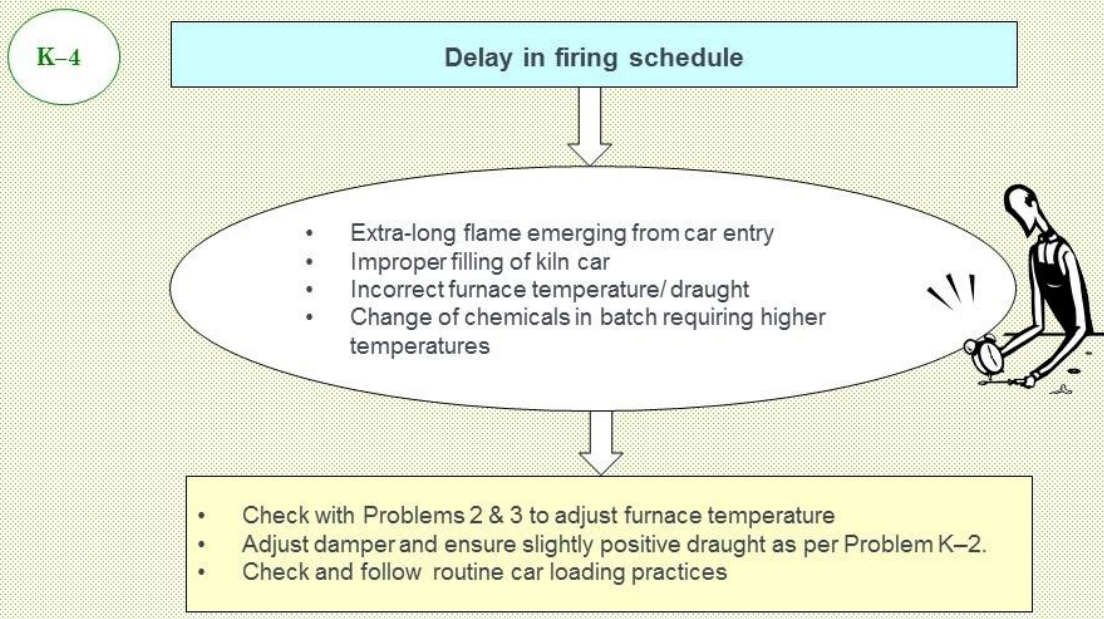 K–4
Delay in firing schedule
• Extra-long flame emerging from car entry
• Improper filling of kiln car
• Incorrect furnace temperature/ draught
• Change of chemicals in batch requiring higher
temperatures
• Check with Problems 2 & 3 to adjust furnace temperature
• Adjust damper and ensure slightly positive draught as per Problem K–2.
• Check and follow routine car loading practices